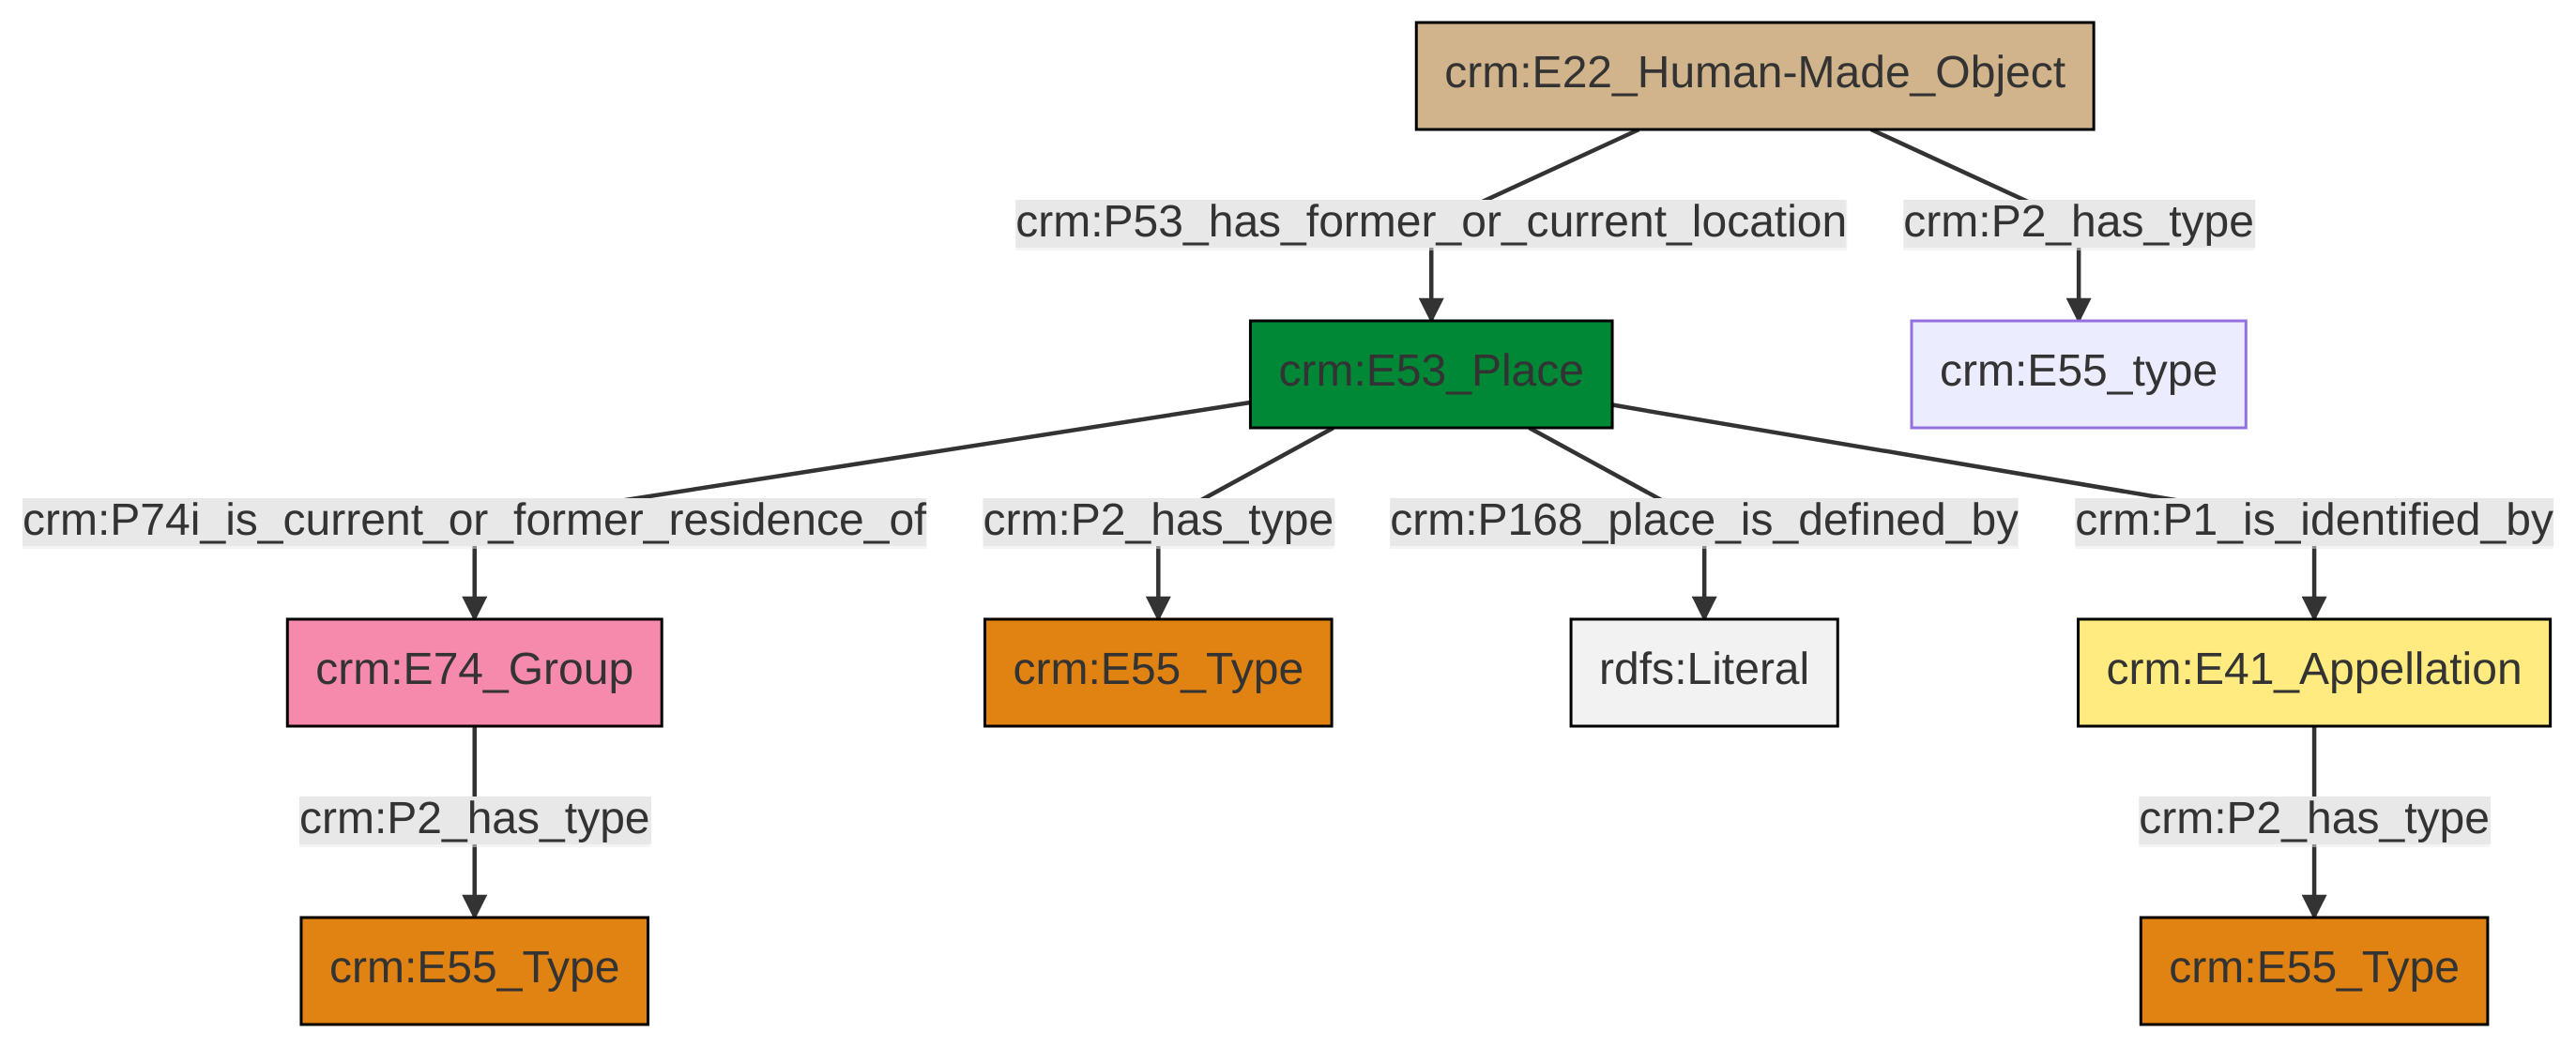 crm:E22_Human-Made_Object
crm:P53_has_former_or_current_location crm:P2_has_type
crm:E53_Place crm:E55_type
crm:P74i_is_current_or_former_residence_of crm:P2_has_type crm:P168_place_is_defined_by crm:P1_is_identified_by
crm:E74_Group crm:E55_Type rdfs:Literal crm:E41_Appellation
crm:P2_has_type crm:P2_has_type
crm:E55_Type crm:E55_Type